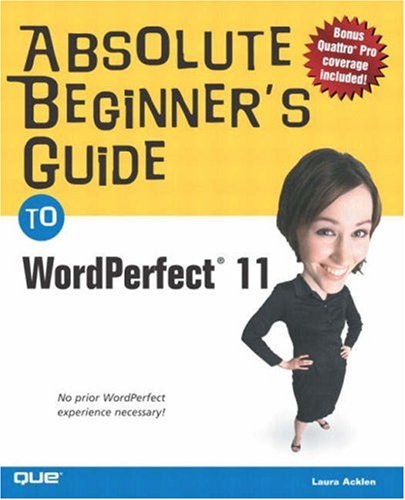 Absolute
Beginner's
Guide
to
WordPerfect® 11
Bonus
Quattro® Pro
coverage
included!
No prior WordPerfect
experience necessary!
que®
Laura Acklen